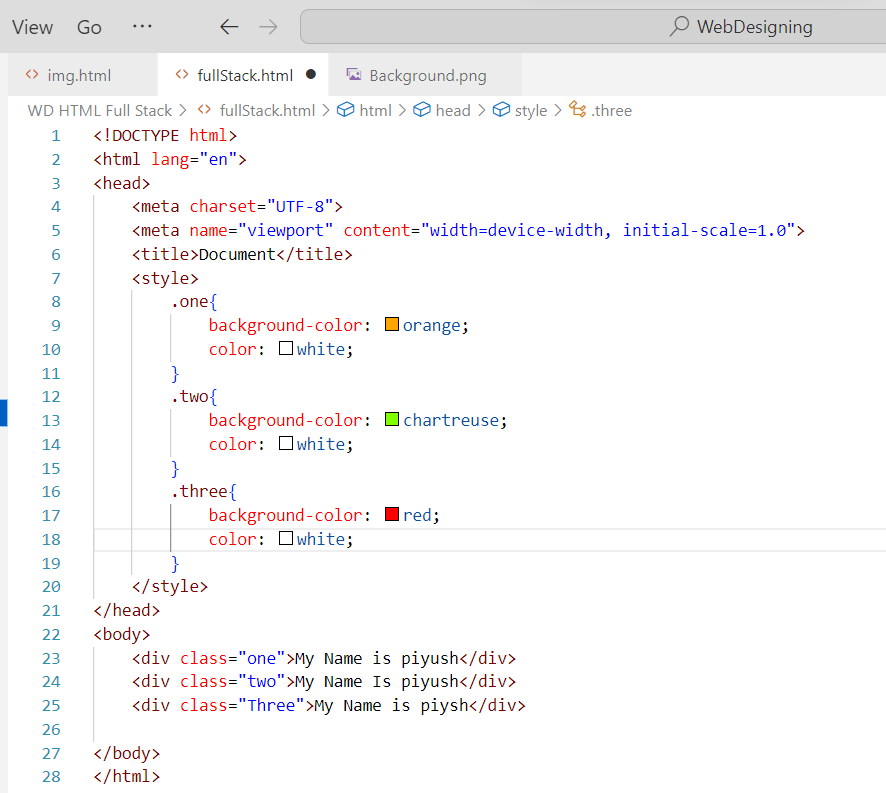 View Go ··· ← → WebDesigning
<> img.html <> fullStack.html ● Background.png
WD HTML Full Stack > <> fullStack.html > html > head > style > .three
1 <!DOCTYPE html>
2 <html lang="en">
3 <head>
4     <meta charset="UTF-8">
5     <meta name="viewport" content="width=device-width, initial-scale=1.0">
6     <title>Document</title>
7     <style>
8         .one{
9             background-color: orange;
10             color: white;
11         }
12         .two{
13             background-color: chartreuse;
14             color: white;
15         }
16         .three{
17             background-color: red;
18             color: white;
19         }
20     </style>
21 </head>
22 <body>
23     <div class="one">My Name is piyush</div>
24     <div class="two">My Name Is piyush</div>
25     <div class="Three">My Name is piysh</div>
26
27 </body>
28 </html>